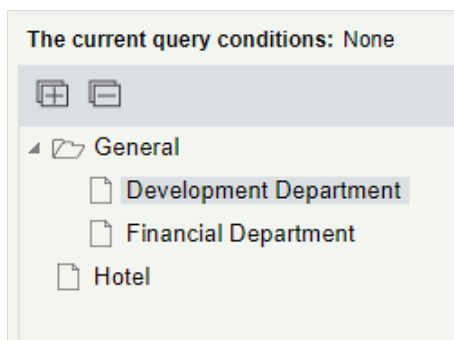 The current query conditions: None
General
Development Department
Financial Department
Hotel